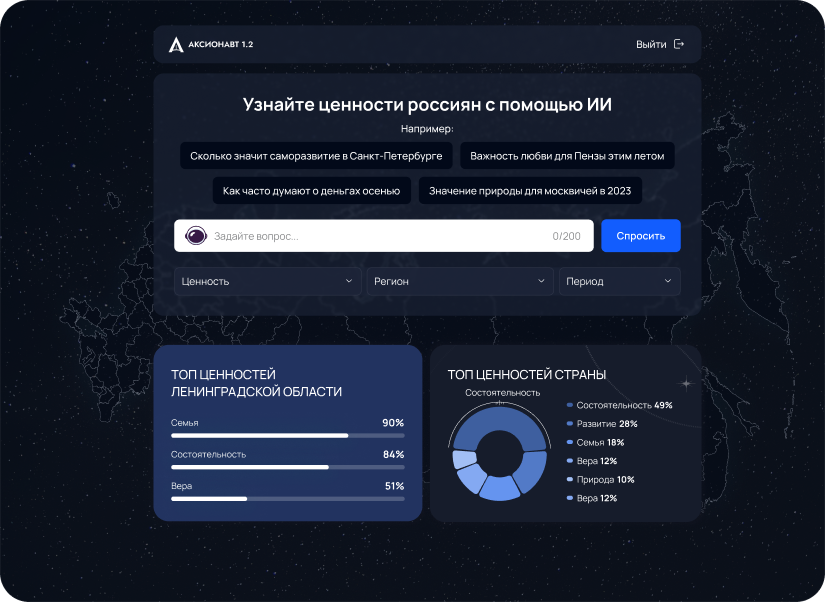 АКСИОНАВТ 1.2
Выйти
Узнайте ценности россиян с помощью ИИ
Например:
Сколько значит саморазвитие в Санкт-Петербурге
Важность любви для Пензы этим летом
Как часто думают о деньгах осенью
Значение природы для москвичей в 2023
Задайте вопрос...
0/200
Спросить
Ценность
Регион
Период
ТОП ЦЕННОСТЕЙ
ЛЕНИНГРАДСКОЙ ОБЛАСТИ
Семья 90%
Состоятельность 84%
Вера 51%
ТОП ЦЕННОСТЕЙ СТРАНЫ
Состоятельность
Состоятельность 49%
Развитие 28%
Семья 18%
Вера 12%
Природа 10%
Вера 12%